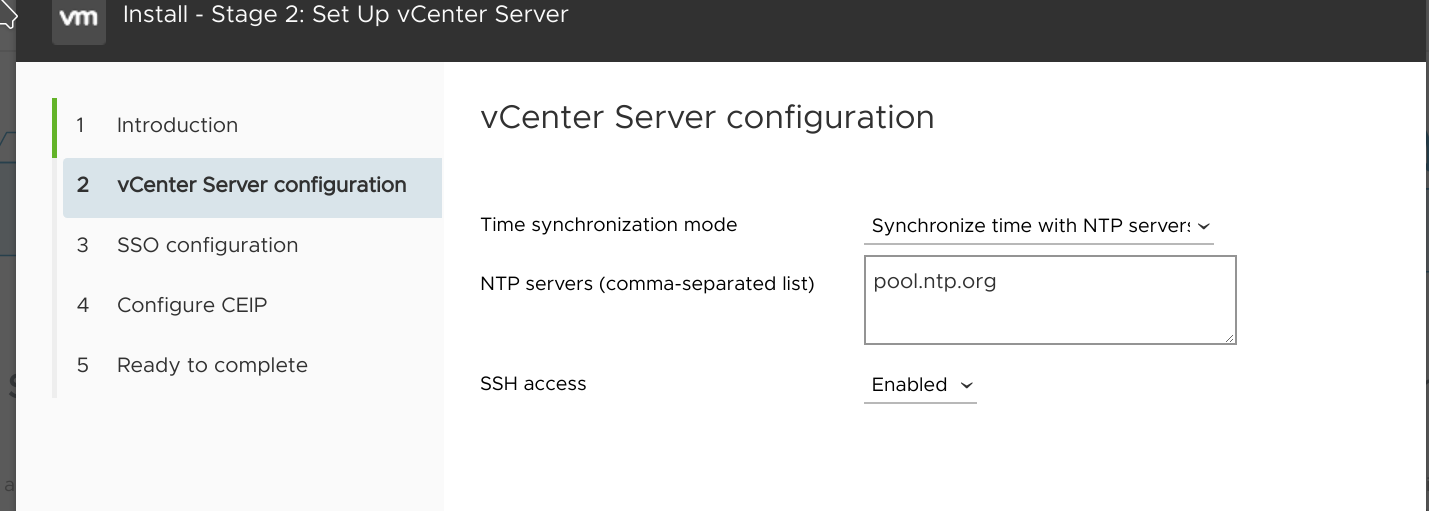 vm
Install - Stage 2: Set Up vCenter Server
1 Introduction
2 vCenter Server configuration
3 SSO configuration
4 Configure CEIP
5 Ready to complete
vCenter Server configuration
Time synchronization mode
Synchronize time with NTP servers
NTP servers (comma-separated list)
pool.ntp.org
SSH access
Enabled